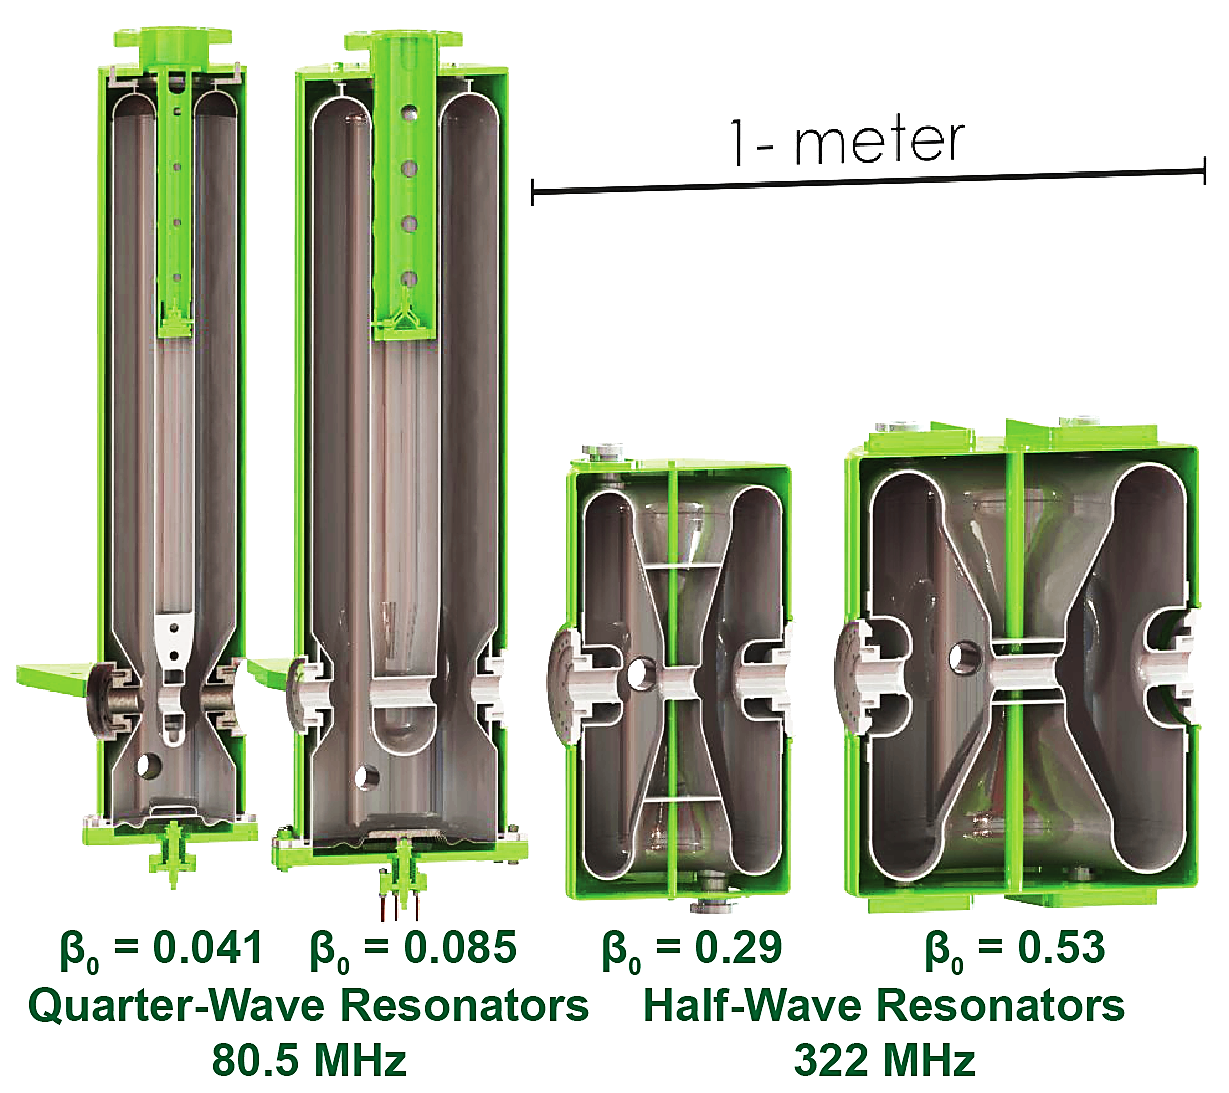 1- meter
β₀ = 0.041 β₀ = 0.085 β₀ = 0.29 β₀ = 0.53
Quarter-Wave Resonators Half-Wave Resonators
80.5 MHz 322 MHz